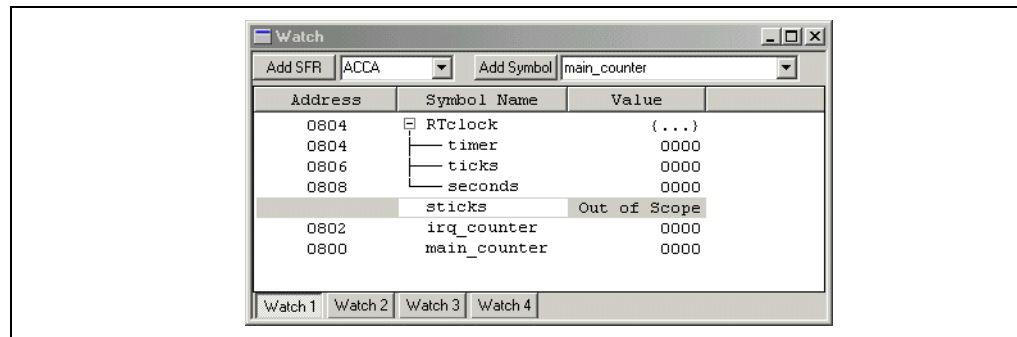 Watch
Add SFR ACCA Add Symbol main_counter
Address Symbol Name Value
0804 RTclock {...}
0804 timer 0000
0806 ticks 0000
0808 seconds 0000
sticks Out of Scope
0802 irq_counter 0000
0800 main_counter 0000
Watch 1 Watch 2 Watch 3 Watch 4